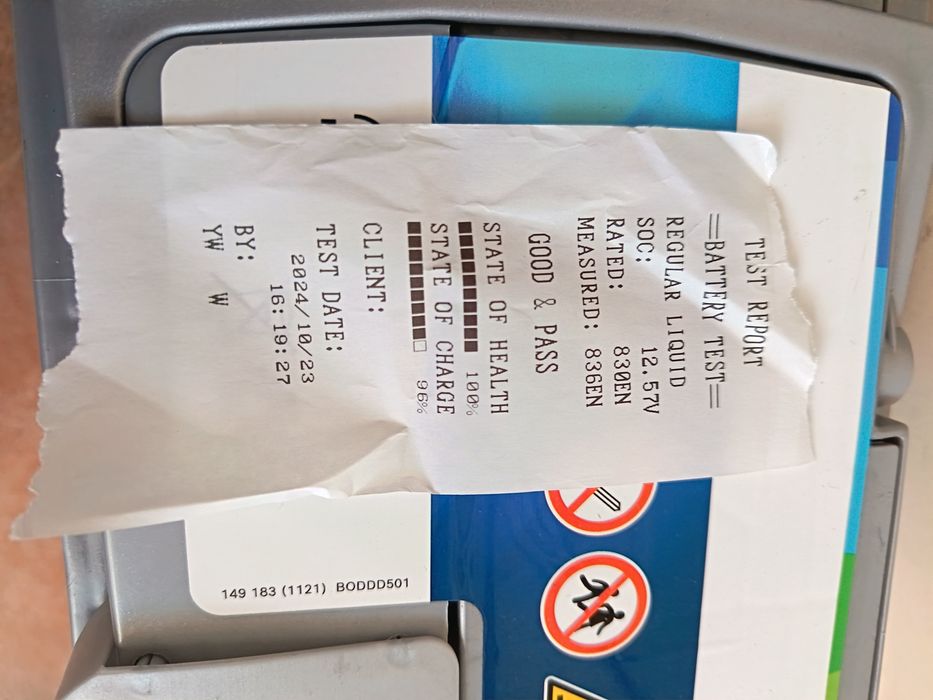 TEST REPORT
==BATTERY TEST==
REGULAR LIQUID
SOC: 12.57V
RATED: 830EN
MEASURED: 836EN
GOOD & PASS
STATE OF HEALTH
100%
STATE OF CHARGE
96%
CLIENT:
TEST DATE:
2024/10/23
16:19:27
BY:
YW W
149 183 (1121) BODDD501